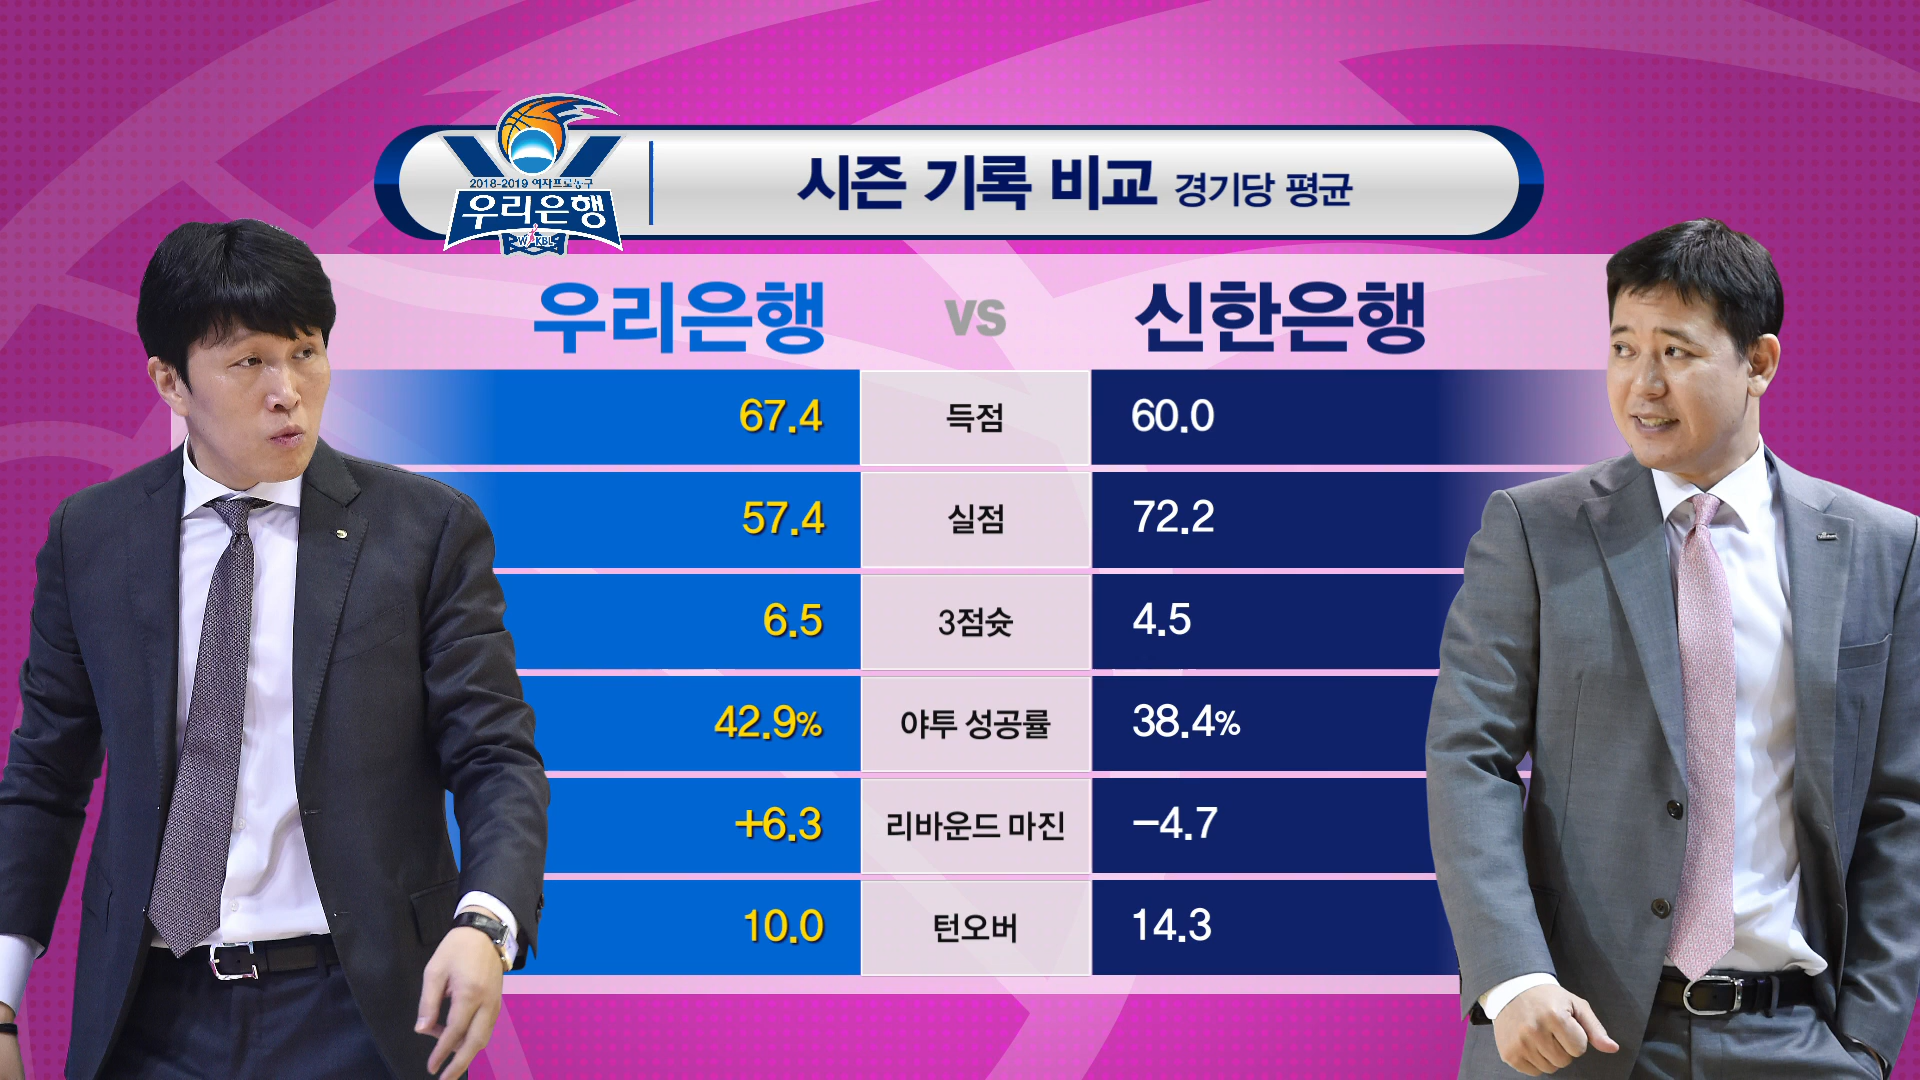 2018-2019 여자프로농구
우리은행
WKBL
시즌 기록 비교 경기당 평균
우리은행 vs 신한은행
67.4 득점 60.0
57.4 실점 72.2
6.5 3점슛 4.5
42.9% 야투 성공률 38.4%
+6.3 리바운드 마진 -4.7
10.0 턴오버 14.3